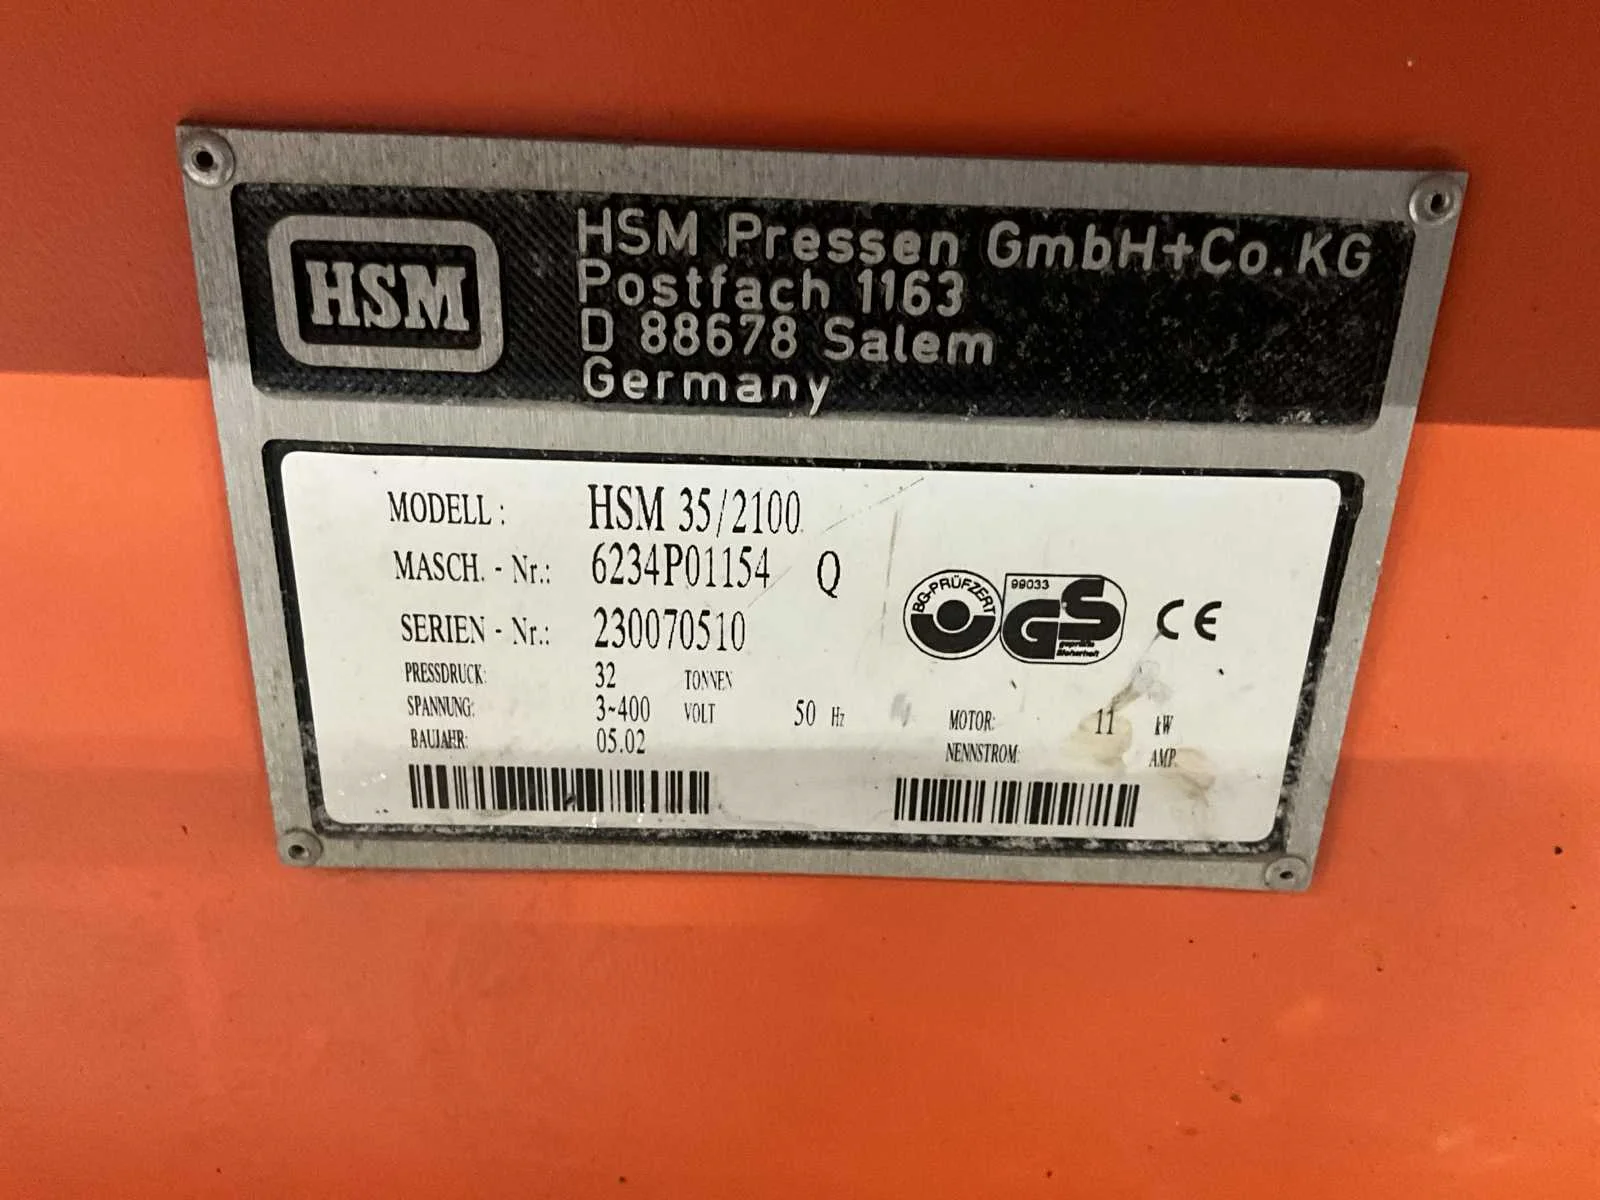 HSM
HSM Pressen GmbH+Co. KG
Postfach 1163
D 88678 Salem
Germany
MODELL: HSM 35/2100
MASCH. - Nr.: 6234P01154 Q
SERIEN - Nr.: 230070510
PRESSDRUCK: 32 TONNEN
SPANNUNG: 3~400 VOLT 50 Hz MOTOR: 11 kW
BAUJAHR: 05.02 NENNSTROM: AMP.
BG-PRÜFZERT
99033
GS
geprüfte
Sicherheit
CE